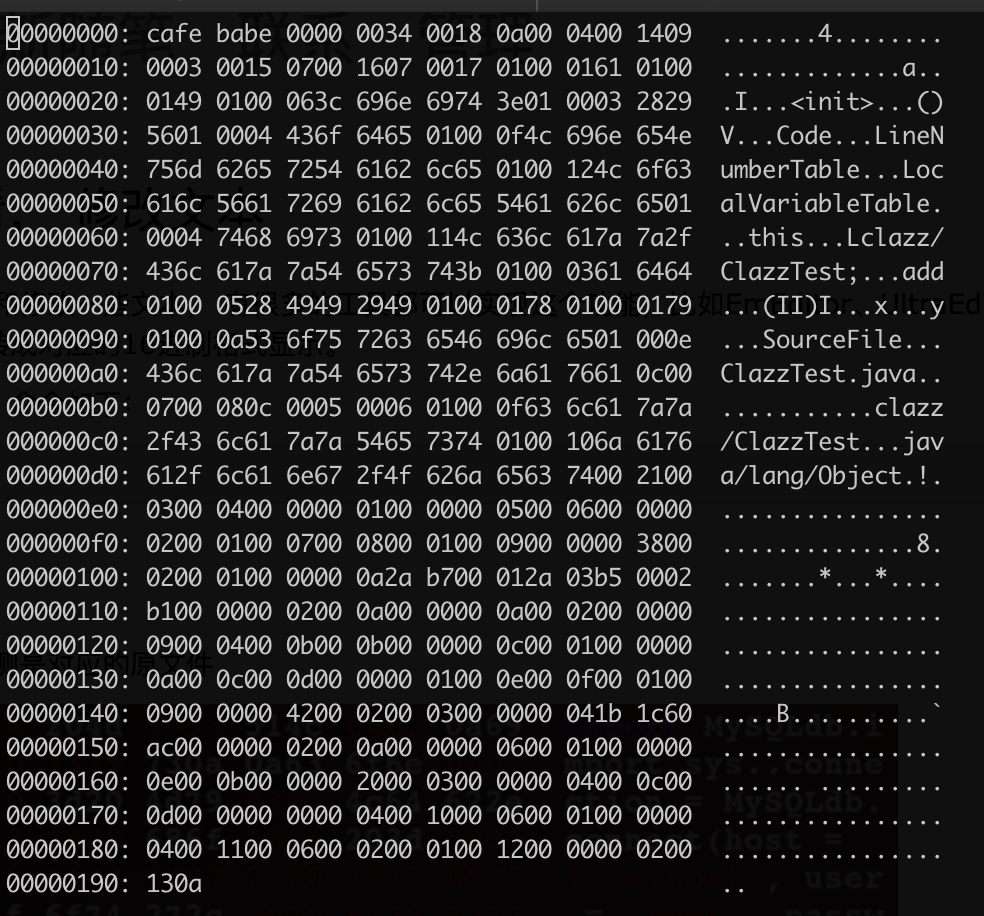 00000000: cafe babe 0000 0034 0018 0a00 0400 1409  .......4........
00000010: 0003 0015 0700 1607 0017 0100 0161 0100  .............a..
00000020: 0149 0100 063c 696e 6974 3e01 0003 2829  .I...<init>...()
00000030: 5601 0004 436f 6465 0100 0f4c 696e 654e  V...Code...LineN
00000040: 756d 6265 7254 6162 6c65 0100 124c 6f63  umberTable...Loc
00000050: 616c 5661 7269 6162 6c65 5461 626c 6501  alVariableTable.
00000060: 0004 7468 6973 0100 114c 636c 617a 7a2f  ..this...Lclazz/
00000070: 436c 617a 7a54 6573 743b 0100 0361 6464  ClazzTest;...add
00000080: 0100 0528 4949 2949 0100 0178 0100 0179  ...(II)I...x...y
00000090: 0100 0a53 6f75 7263 6546 696c 6501 000e  ...SourceFile...
000000a0: 436c 617a 7a54 6573 742e 6a61 7661 0c00  ClazzTest.java..
000000b0: 0700 080c 0005 0006 0100 0f63 6c61 7a7a  ...........clazz
000000c0: 2f43 6c61 7a7a 5465 7374 0100 106a 6176  /ClazzTest...jav
000000d0: 612f 6c61 6e67 2f4f 626a 6563 7400 2100  a/lang/Object.!.
000000e0: 0300 0400 0000 0100 0000 0500 0600 0000  ................
000000f0: 0200 0100 0700 0800 0100 0900 0000 3800  ..............8.
00000100: 0200 0100 0000 0a2a b700 012a 03b5 0002  .......*...*....
00000110: b100 0000 0200 0a00 0000 0a00 0200 0000  ................
00000120: 0900 0400 0b00 0b00 0000 0c00 0100 0000  ................
00000130: 0a00 0c00 0d00 0000 0100 0e00 0f00 0100  ................
00000140: 0900 0000 4200 0200 0300 0000 041b 1c60  ....B..........`
00000150: ac00 0000 0200 0a00 0000 0600 0100 0000  ................
00000160: 0e00 0b00 0000 2000 0300 0000 0400 0c00  ...... .........
00000170: 0d00 0000 0000 0400 1000 0600 0100 0000  ................
00000180: 0400 1100 0600 0200 0100 1200 0000 0200  ................
00000190: 130a  ..